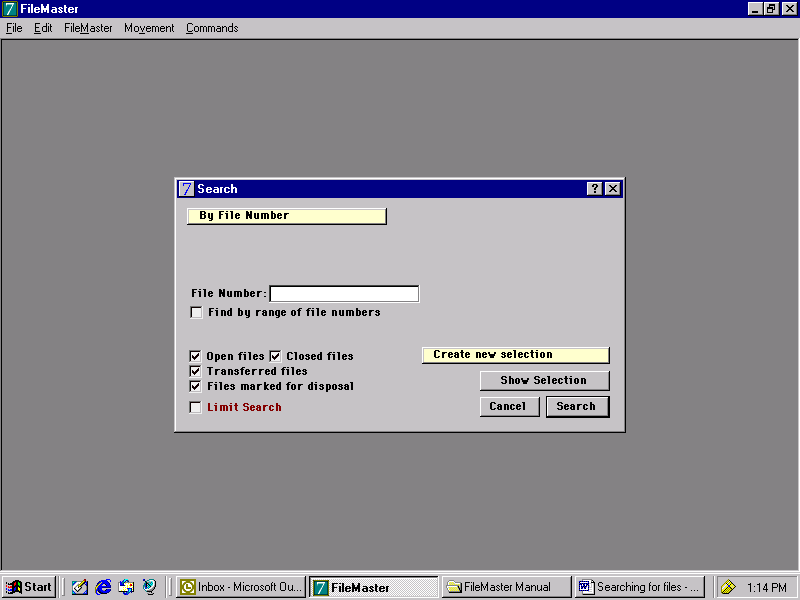 FileMaster
File Edit FileMaster Movement Commands
7 Search ?
By File Number
File Number:
Find by range of file numbers
Open files Closed files
Create new selection
Transferred files
Show Selection
Files marked for disposal
Limit Search
Cancel Search
Start Inbox - Microsoft Ou... 7 FileMaster FileMaster Manual Searching for files - ... 1:14 PM